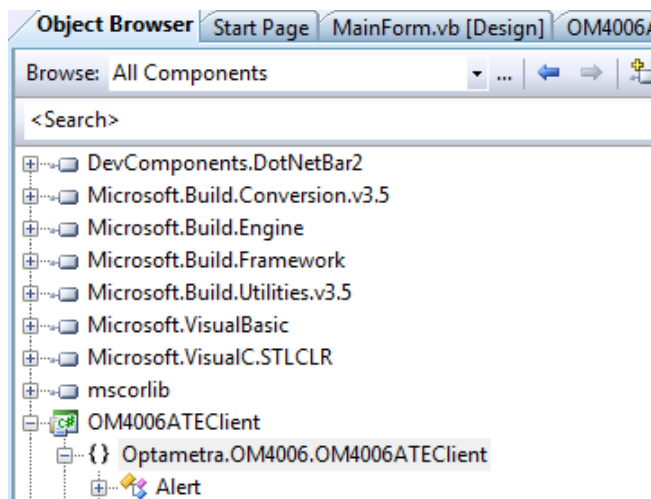 Object Browser Start Page MainForm.vb [Design] OM4006A
Browse: All Components ...
<Search>
DevComponents.DotNetBar2
Microsoft.Build.Conversion.v3.5
Microsoft.Build.Engine
Microsoft.Build.Framework
Microsoft.Build.Utilities.v3.5
Microsoft.VisualBasic
Microsoft.VisualC.STLCLR
mscorlib
C# OM4006ATEClient
{} Optametra.OM4006.OM4006ATEClient
Alert